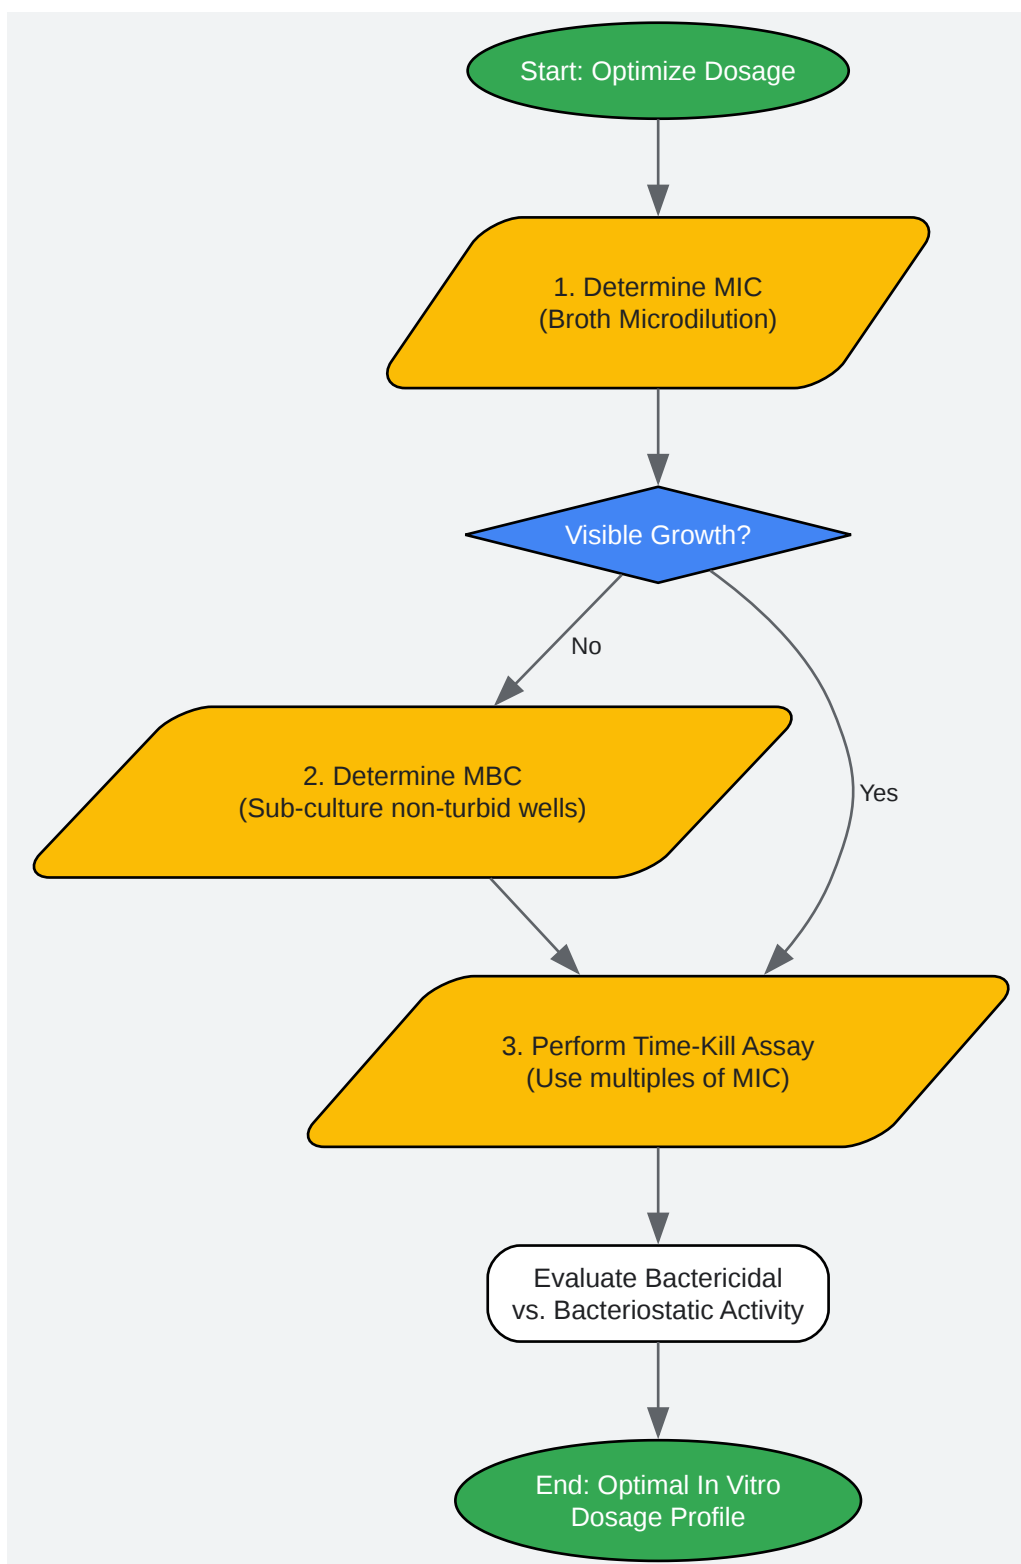 Start: Optimize Dosage
1. Determine MIC
(Broth Microdilution)
Visible Growth?
No
2. Determine MBC
(Sub-culture non-turbid wells)
Yes
3. Perform Time-Kill Assay
(Use multiples of MIC)
Evaluate Bactericidal
vs. Bacteriostatic Activity
End: Optimal In Vitro
Dosage Profile